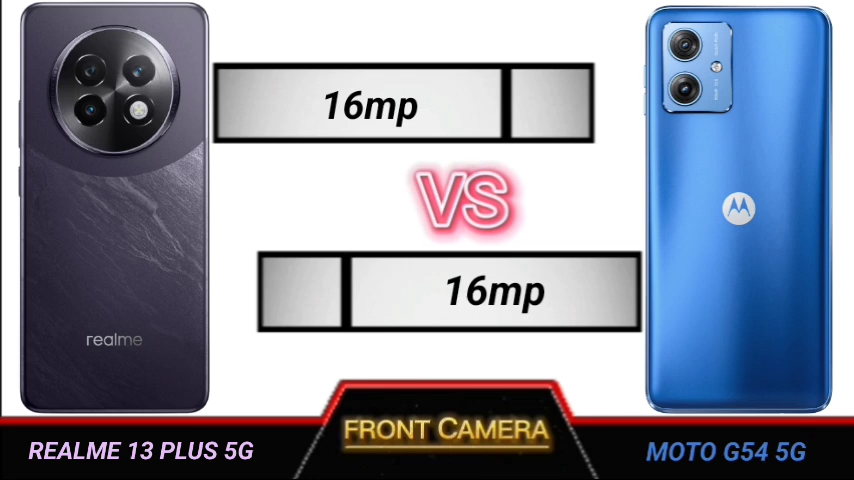 16mp
VS
16mp
realme
FRONT CAMERA
REALME 13 PLUS 5G
MOTO G54 5G